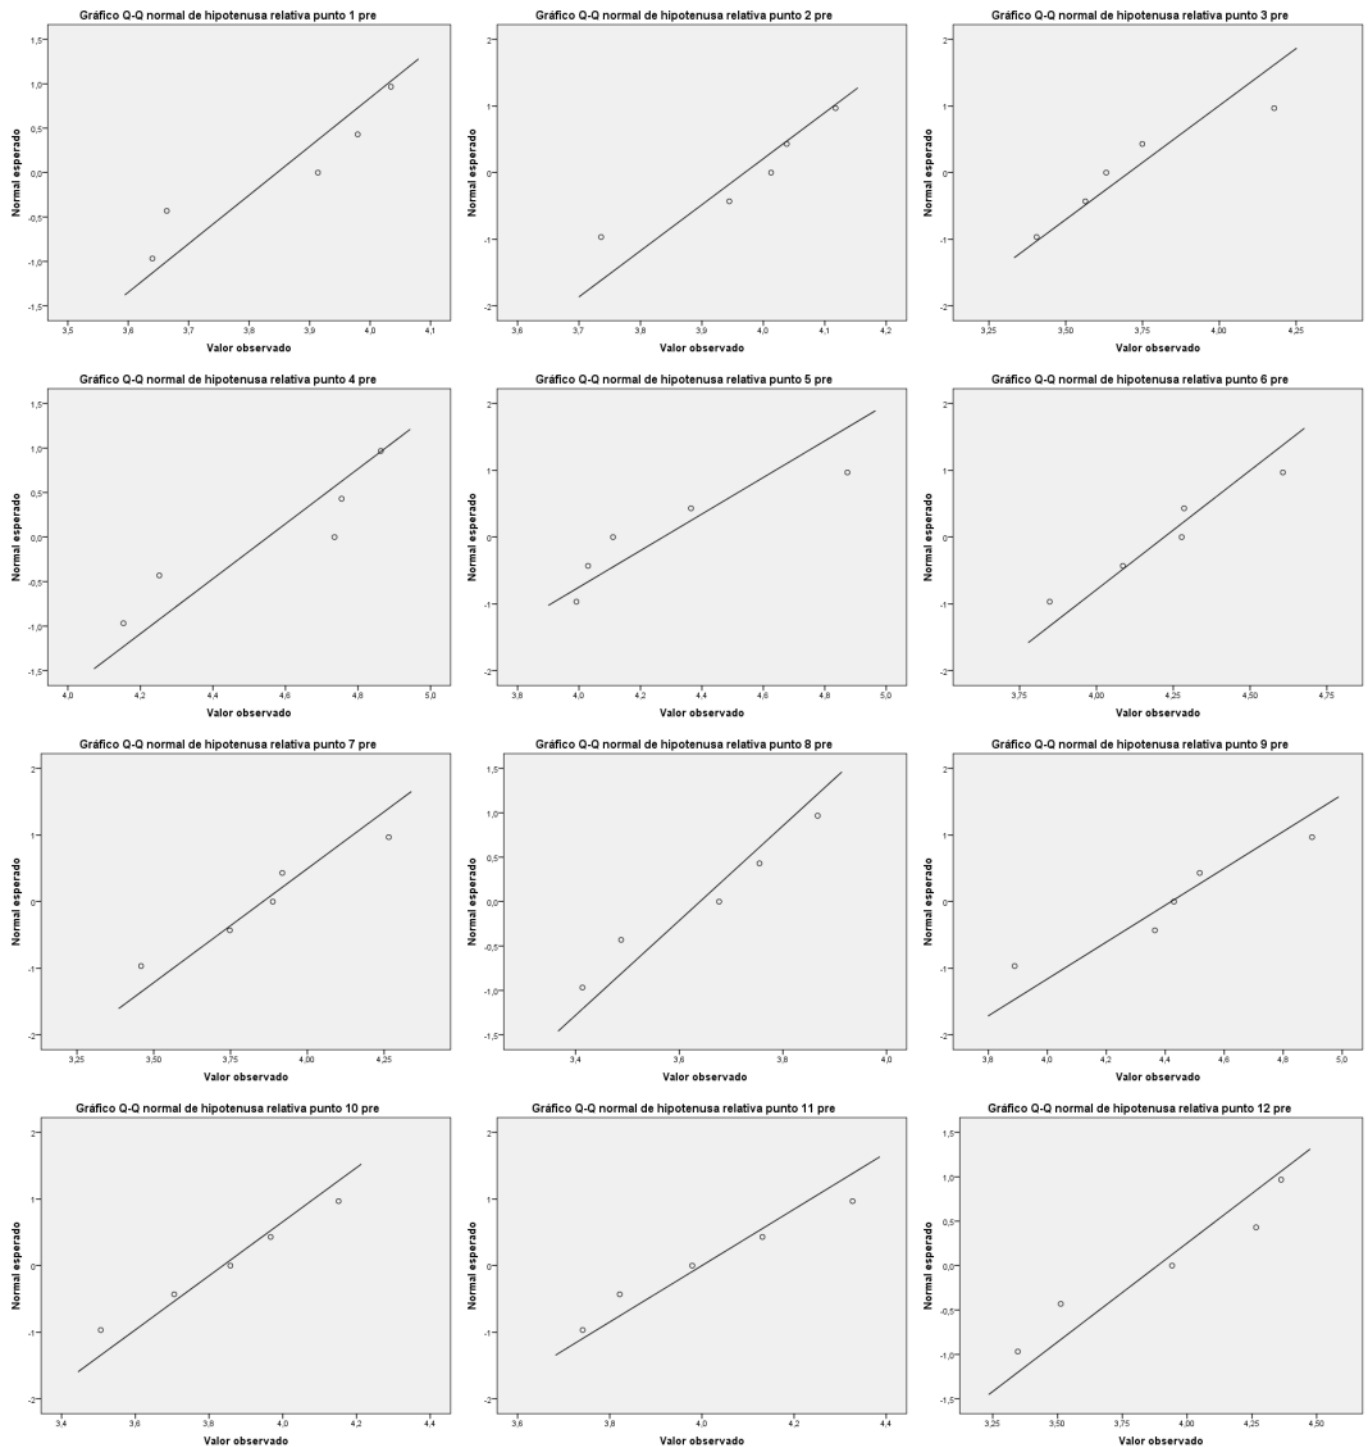 Gráfico Q-Q normal de hipotenusa relativa punto 1 pre
Normal esperado
1,5
1,0
0,5
0,0
-0,5
-1,0
-1,5
3,5 3,6 3,7 3,8 3,9 4,0 4,1
Valor observado
Gráfico Q-Q normal de hipotenusa relativa punto 2 pre
Normal esperado
2
1
0
-1
-2
3,6 3,7 3,8 3,9 4,0 4,1 4,2
Valor observado
Gráfico Q-Q normal de hipotenusa relativa punto 3 pre
Normal esperado
2
1
0
-1
-2
3,25 3,50 3,75 4,00 4,25
Valor observado
Gráfico Q-Q normal de hipotenusa relativa punto 4 pre
Normal esperado
1,5
1,0
0,5
0,0
-0,5
-1,0
-1,5
4,0 4,2 4,4 4,6 4,8 5,0
Valor observado
Gráfico Q-Q normal de hipotenusa relativa punto 5 pre
Normal esperado
2
1
0
-1
-2
3,8 4,0 4,2 4,4 4,6 4,8 5,0
Valor observado
Gráfico Q-Q normal de hipotenusa relativa punto 6 pre
Normal esperado
2
1
0
-1
-2
3,75 4,00 4,25 4,50 4,75
Valor observado
Gráfico Q-Q normal de hipotenusa relativa punto 7 pre
Normal esperado
2
1
0
-1
-2
3,25 3,50 3,75 4,00 4,25
Valor observado
Gráfico Q-Q normal de hipotenusa relativa punto 8 pre
Normal esperado
1,5
1,0
0,5
0,0
-0,5
-1,0
-1,5
3,4 3,6 3,8 4,0
Valor observado
Gráfico Q-Q normal de hipotenusa relativa punto 9 pre
Normal esperado
2
1
0
-1
-2
3,8 4,0 4,2 4,4 4,6 4,8 5,0
Valor observado
Gráfico Q-Q normal de hipotenusa relativa punto 10 pre
Normal esperado
2
1
0
-1
-2
3,4 3,6 3,8 4,0 4,2 4,4
Valor observado
Gráfico Q-Q normal de hipotenusa relativa punto 11 pre
Normal esperado
2
1
0
-1
-2
3,6 3,8 4,0 4,2 4,4
Valor observado
Gráfico Q-Q normal de hipotenusa relativa punto 12 pre
Normal esperado
1,5
1,0
0,5
0,0
-0,5
-1,0
-1,5
3,25 3,50 3,75 4,00 4,25 4,50
Valor observado